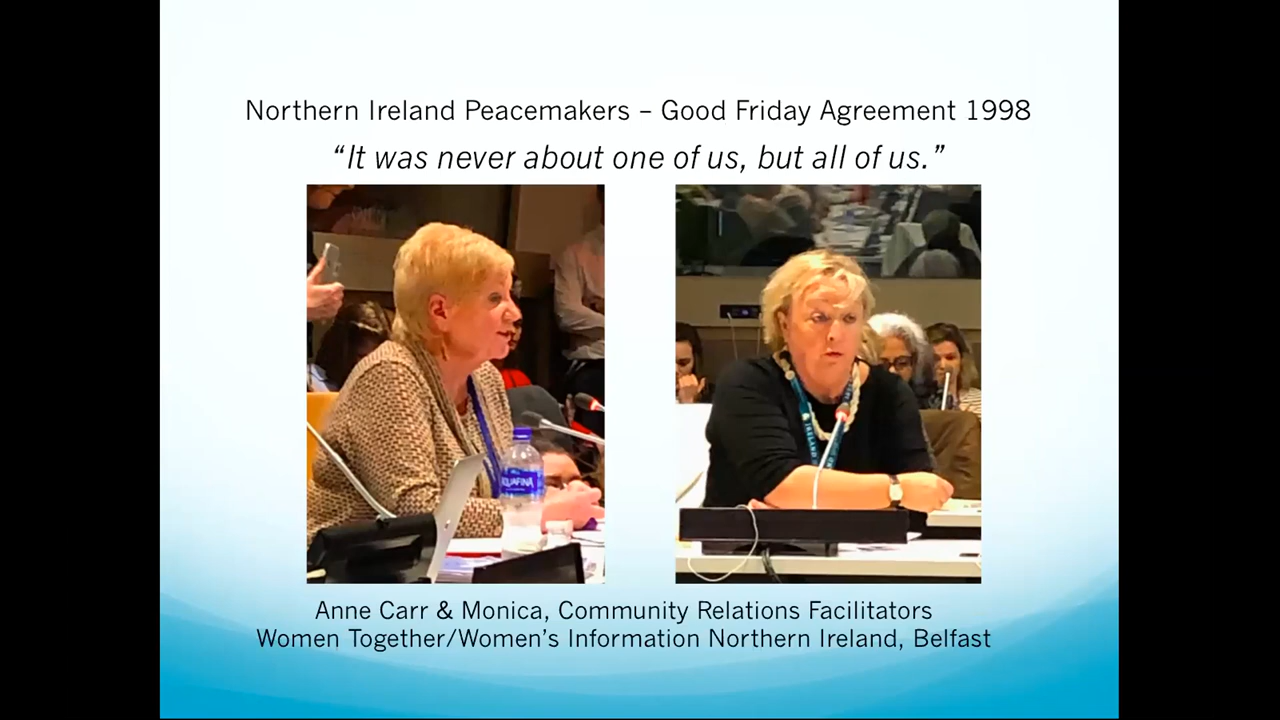 Northern Ireland Peacemakers – Good Friday Agreement 1998
“It was never about one of us, but all of us.”
AQUAFINA
IRELAND
Anne Carr & Monica, Community Relations Facilitators
Women Together/Women’s Information Northern Ireland, Belfast